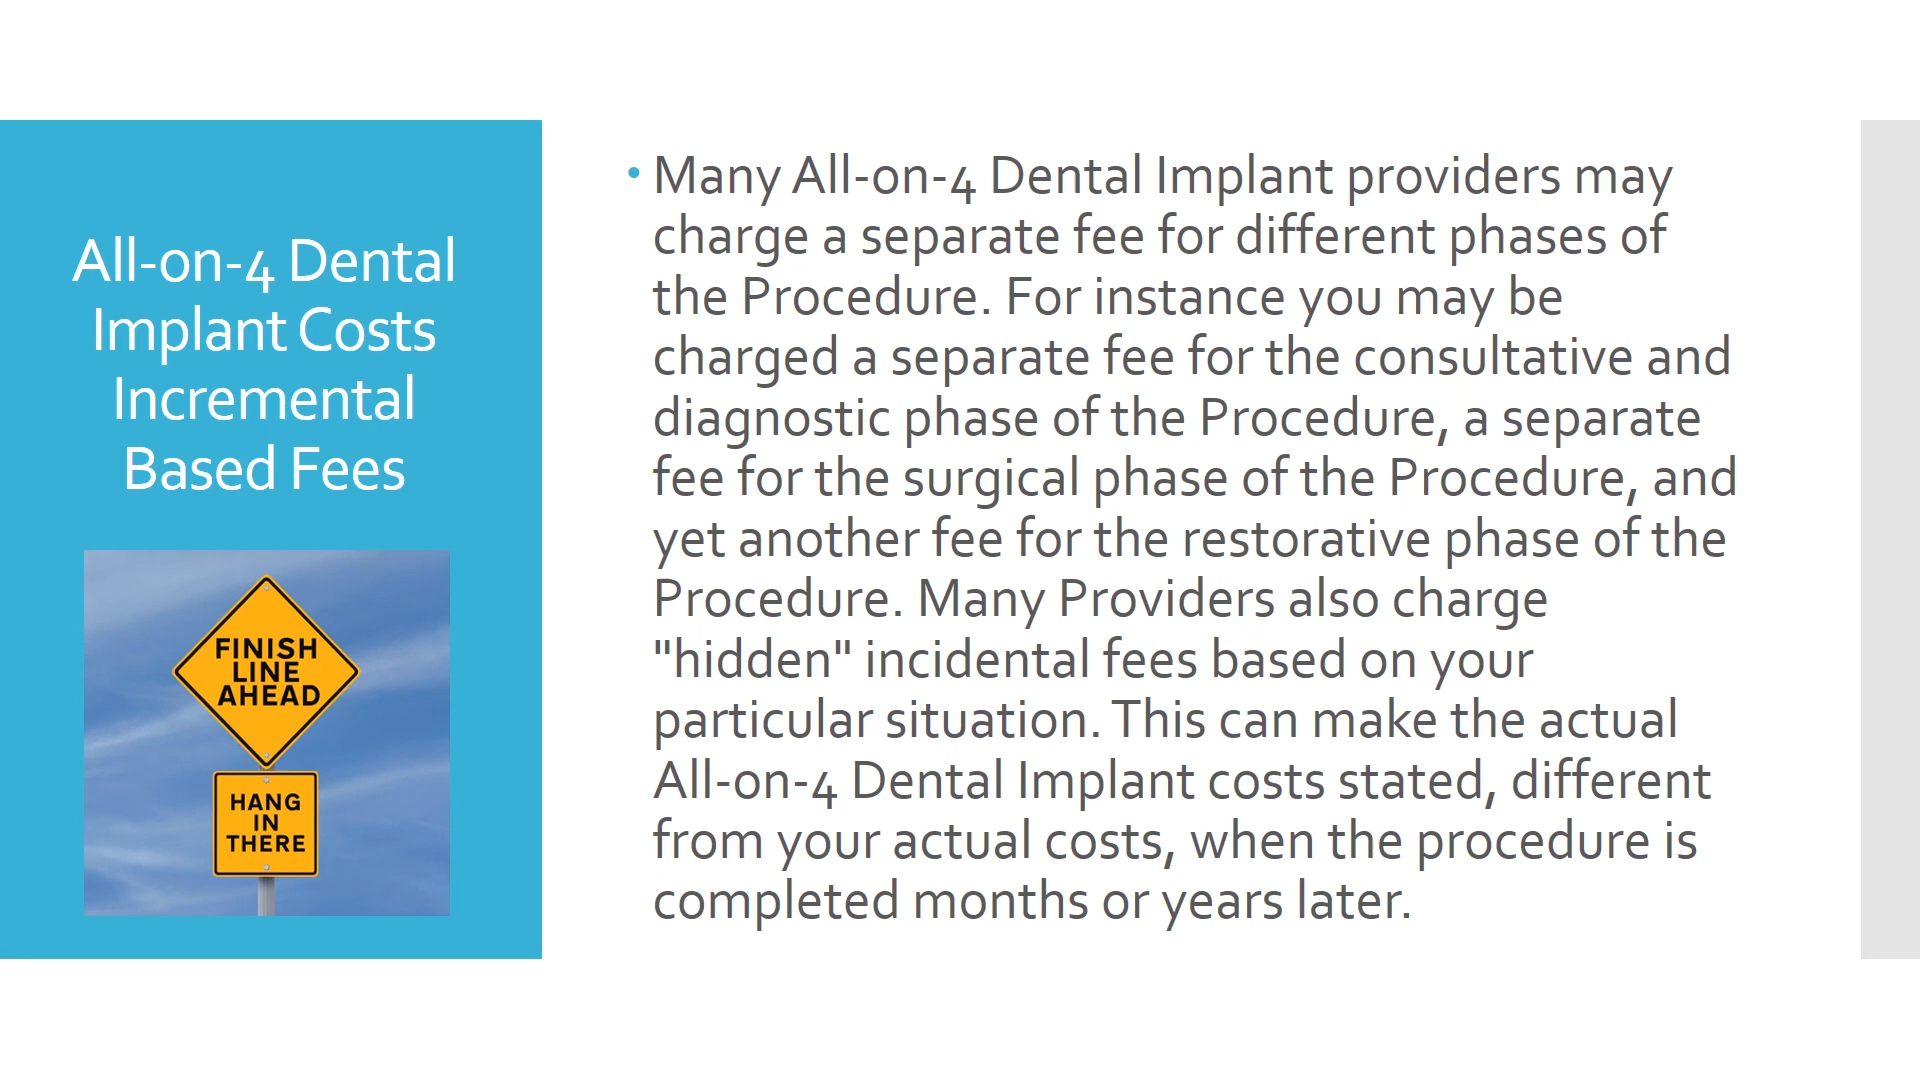 All-on-4 Dental
Implant Costs
Incremental
Based Fees
FINISH
LINE
AHEAD
HANG
IN
THERE
• Many All-on-4 Dental Implant providers may
charge a separate fee for different phases of
the Procedure. For instance you may be
charged a separate fee for the consultative and
diagnostic phase of the Procedure, a separate
fee for the surgical phase of the Procedure, and
yet another fee for the restorative phase of the
Procedure. Many Providers also charge
"hidden" incidental fees based on your
particular situation. This can make the actual
All-on-4 Dental Implant costs stated, different
from your actual costs, when the procedure is
completed months or years later.